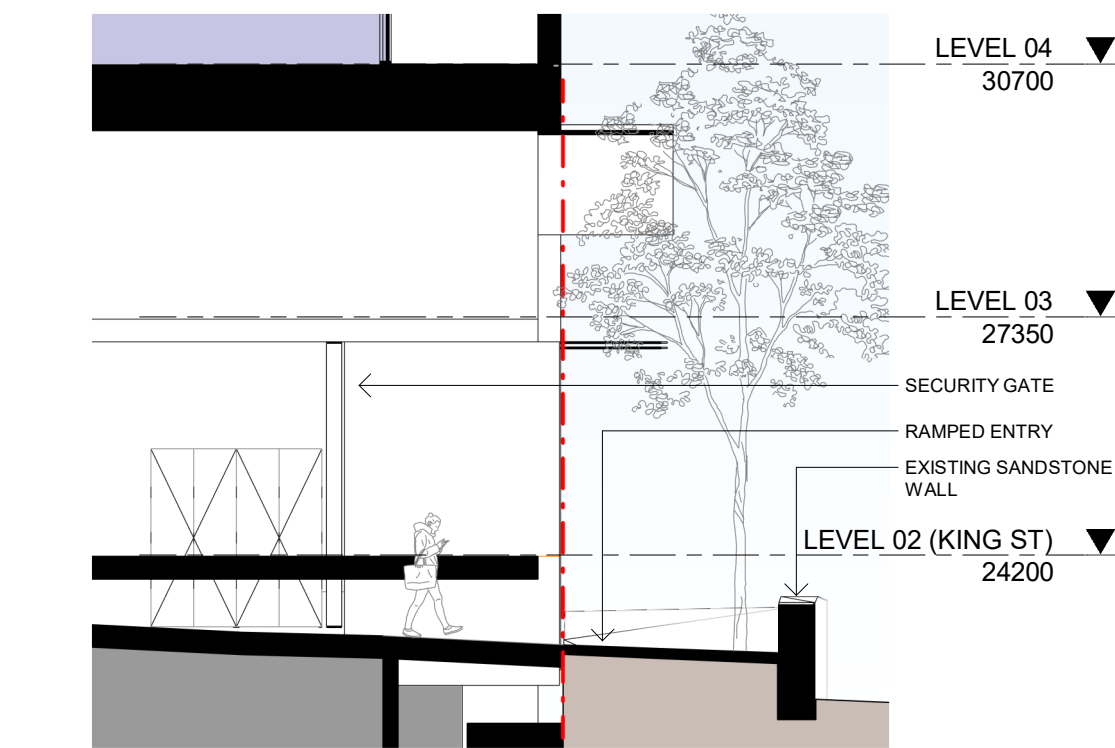 LEVEL 04
30700
LEVEL 03
27350
SECURITY GATE
RAMPED ENTRY
EXISTING SANDSTONE
WALL
LEVEL 02 (KING ST)
24200